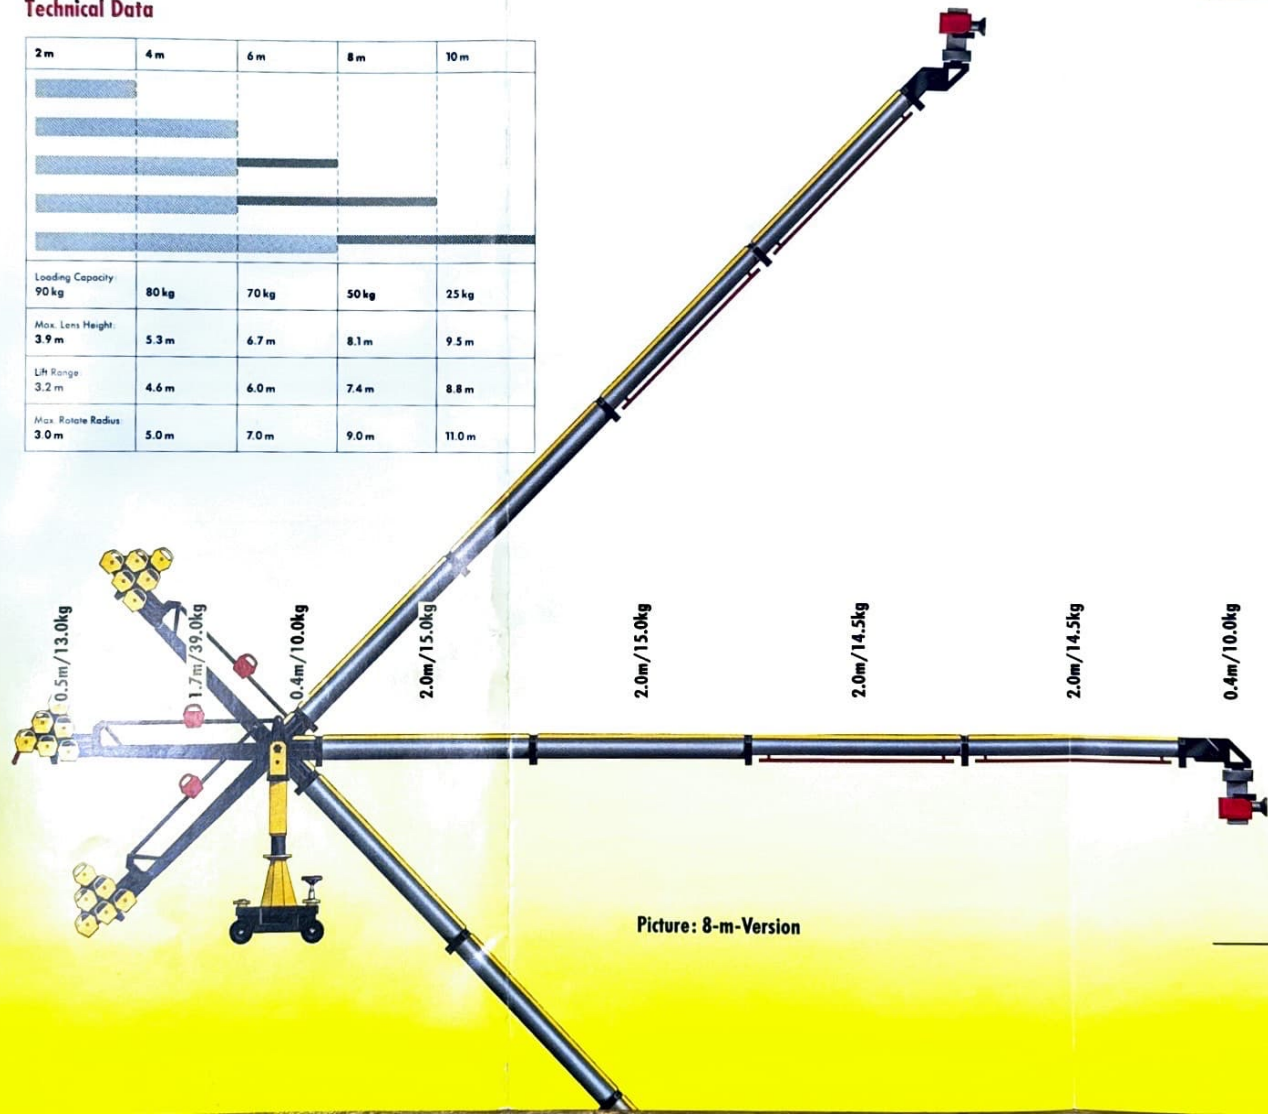 Technical Data
2 m 4 m 6 m 8 m 10 m
Loading Capacity:
90 kg 80 kg 70 kg 50 kg 25 kg
Max. Lens Height:
3.9 m 5.3 m 6.7 m 8.1 m 9.5 m
Lift Range:
3.2 m 4.6 m 6.0 m 7.4 m 8.8 m
Max. Rotate Radius:
3.0 m 5.0 m 7.0 m 9.0 m 11.0 m
0.5m/13.0kg
1.7m/39.0kg
0.4m/10.0kg
2.0m/15.0kg
2.0m/15.0kg
2.0m/14.5kg
2.0m/14.5kg
0.4m/10.0kg
Picture: 8-m-Version